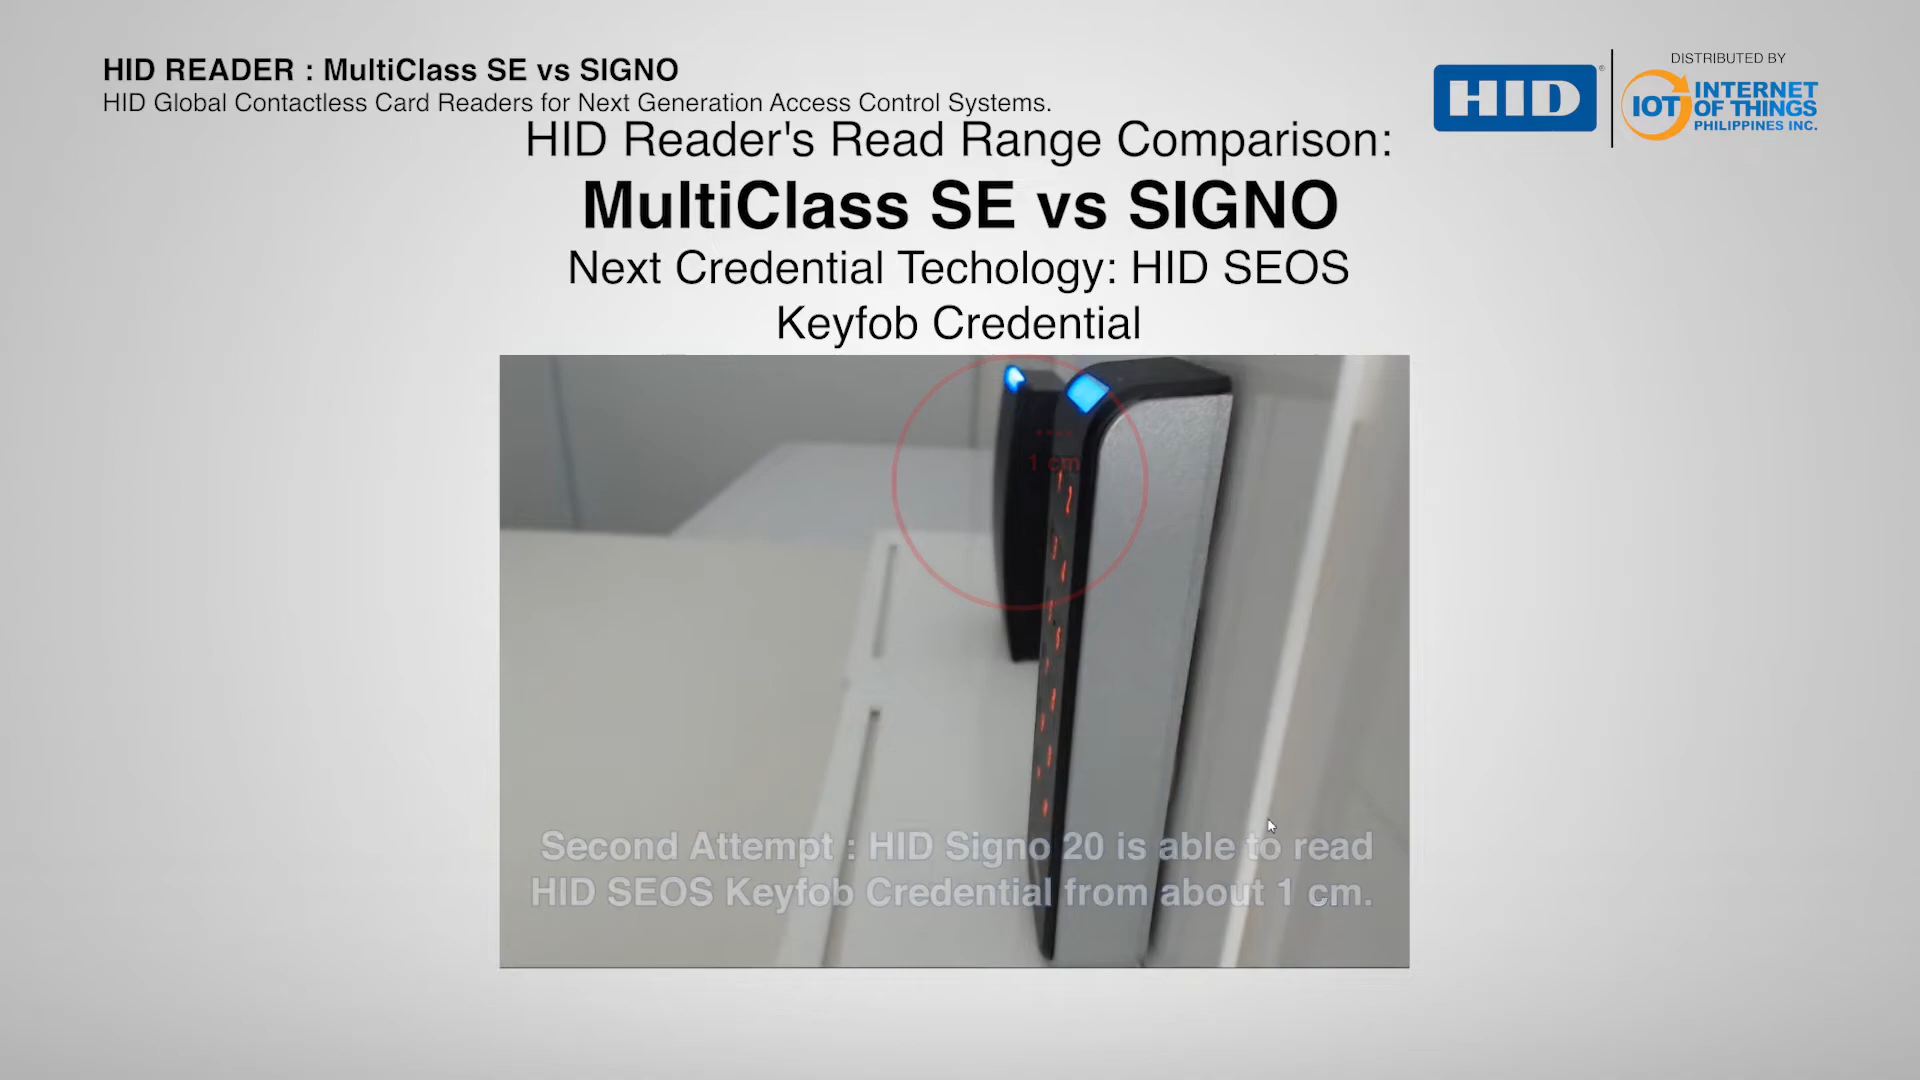 HID READER : MultiClass SE vs SIGNO
HID Global Contactless Card Readers for Next Generation Access Control Systems.
HID®
DISTRIBUTED BY
IOT INTERNET
OF THINGS
PHILIPPINES INC.
HID Reader's Read Range Comparison:
MultiClass SE vs SIGNO
Next Credential Techology: HID SEOS
Keyfob Credential
1 cm
Second Attempt : HID Signo 20 is able to read
HID SEOS Keyfob Credential from about 1 cm.